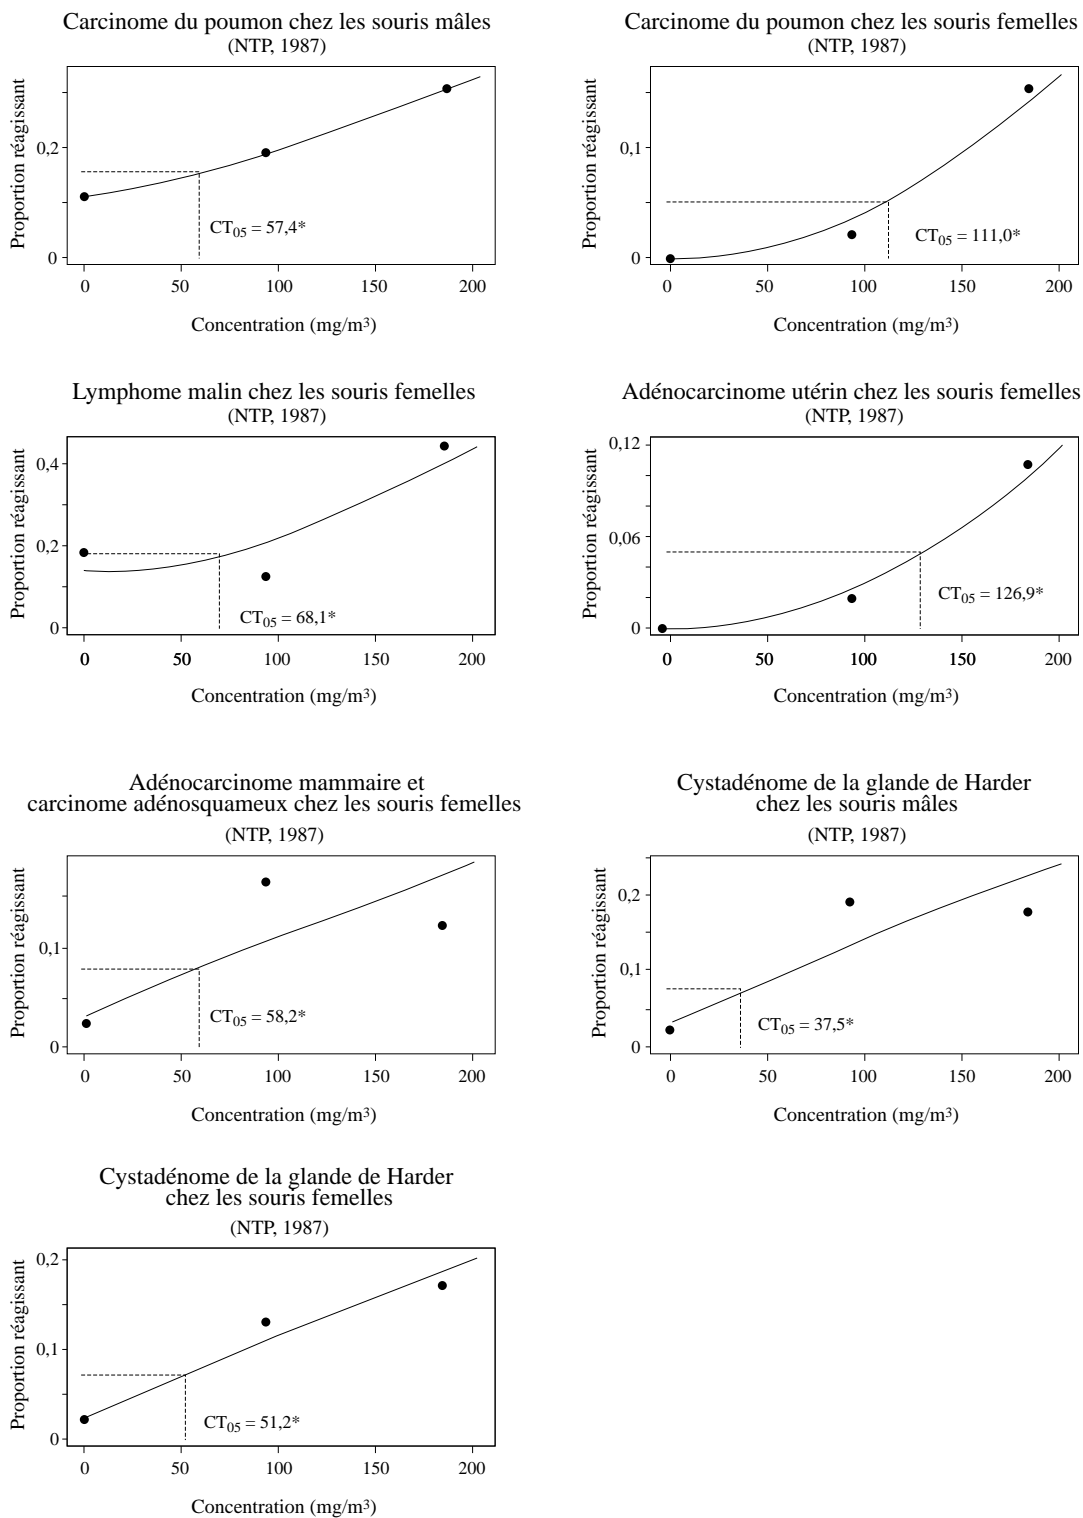 Carcinome du poumon chez les souris mâles
(NTP, 1987)
Proportion réagissant
0,2
0
CT05 = 57,4*
0 50 100 150 200
Concentration (mg/m³)
Carcinome du poumon chez les souris femelles
(NTP, 1987)
Proportion réagissant
0,1
0
CT05 = 111,0*
0 50 100 150 200
Concentration (mg/m³)
Lymphome malin chez les souris femelles
(NTP, 1987)
Proportion réagissant
0,4
0,2
0
CT05 = 68,1*
0 50 100 150 200
Concentration (mg/m³)
Adénocarcinome utérin chez les souris femelles
(NTP, 1987)
Proportion réagissant
0,12
0,06
0
CT05 = 126,9*
0 50 100 150 200
Concentration (mg/m³)
Adénocarcinome mammaire et
carcinome adénosquameux chez les souris femelles
(NTP, 1987)
Proportion réagissant
0,1
0
CT05 = 58,2*
0 50 100 150 200
Concentration (mg/m³)
Cystadénome de la glande de Harder
chez les souris mâles
(NTP, 1987)
Proportion réagissant
0,2
0,1
0
CT05 = 37,5*
0 50 100 150 200
Concentration (mg/m³)
Cystadénome de la glande de Harder
chez les souris femelles
(NTP, 1987)
Proportion réagissant
0,2
0,1
0
CT05 = 51,2*
0 50 100 150 200
Concentration (mg/m³)